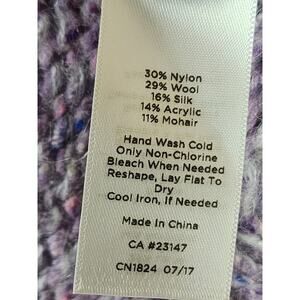 30% Nylon
29% Wool
16% Silk
14% Acrylic
11% Mohair
Hand Wash Cold
Only Non-Chlorine
Bleach When Needed
Reshape, Lay Flat To
Dry
Cool Iron, If Needed
Made In China
CA #23147
CN1824 07/17